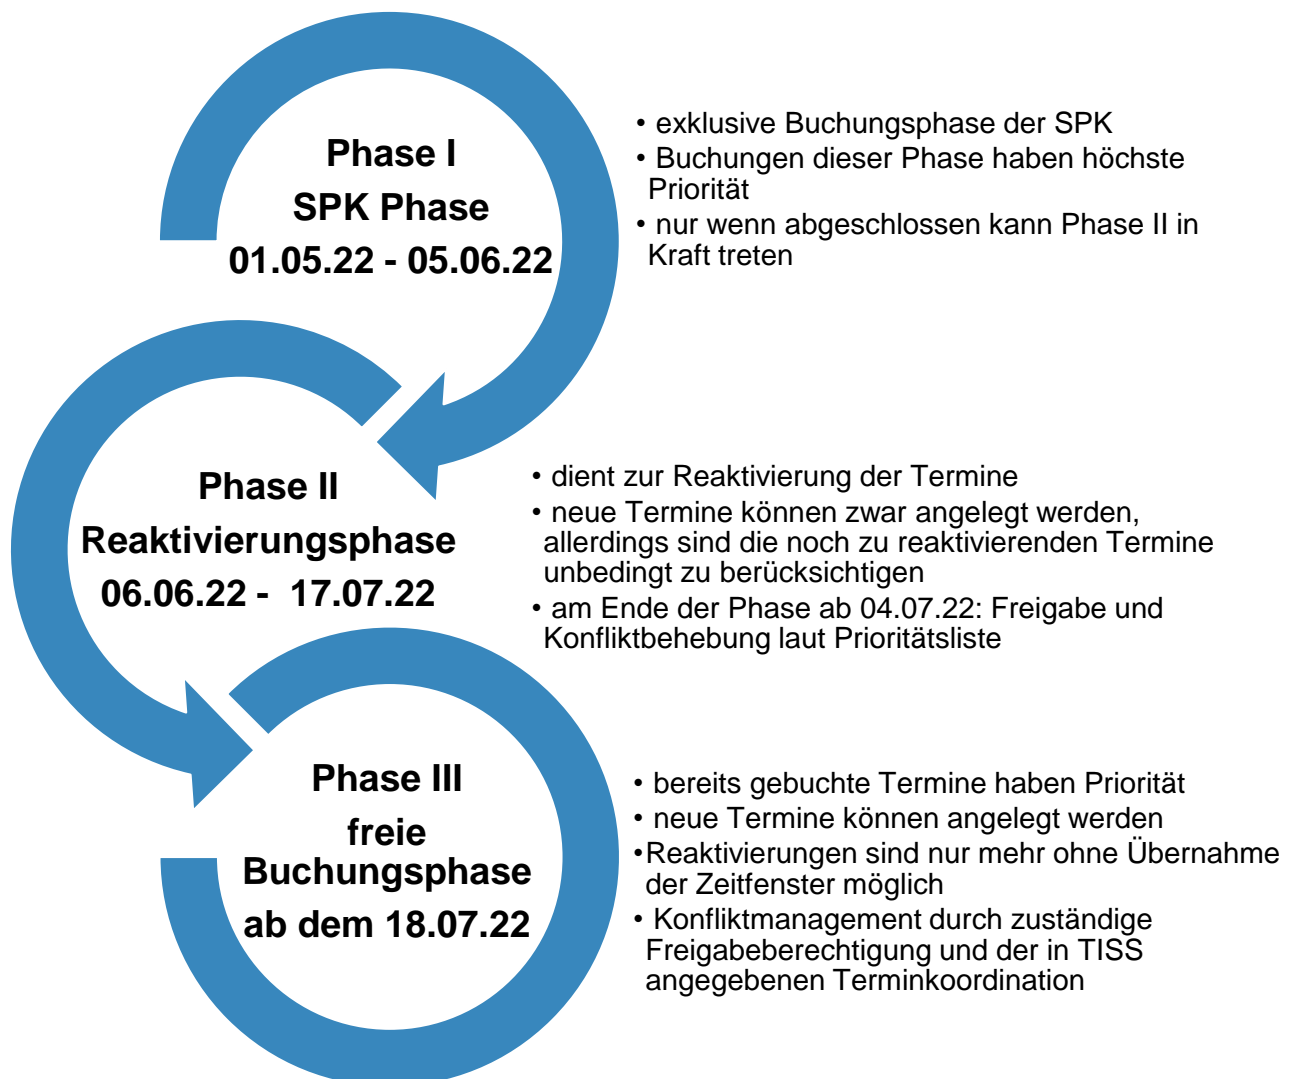 Phase I
SPK Phase
01.05.22 - 05.06.22
• exklusive Buchungsphase der SPK
• Buchungen dieser Phase haben höchste
Priorität
• nur wenn abgeschlossen kann Phase II in
Kraft treten
Phase II
Reaktivierungsphase
06.06.22 -  17.07.22
• dient zur Reaktivierung der Termine
• neue Termine können zwar angelegt werden,
allerdings sind die noch zu reaktivierenden Termine
unbedingt zu berücksichtigen
• am Ende der Phase ab 04.07.22: Freigabe und
Konfliktbehebung laut Prioritätsliste
Phase III
freie
Buchungsphase
ab dem 18.07.22
• bereits gebuchte Termine haben Priorität
• neue Termine können angelegt werden
•Reaktivierungen sind nur mehr ohne Übernahme
der Zeitfenster möglich
• Konfliktmanagement durch zuständige
Freigabeberechtigung und der in TISS
angegebenen Terminkoordination